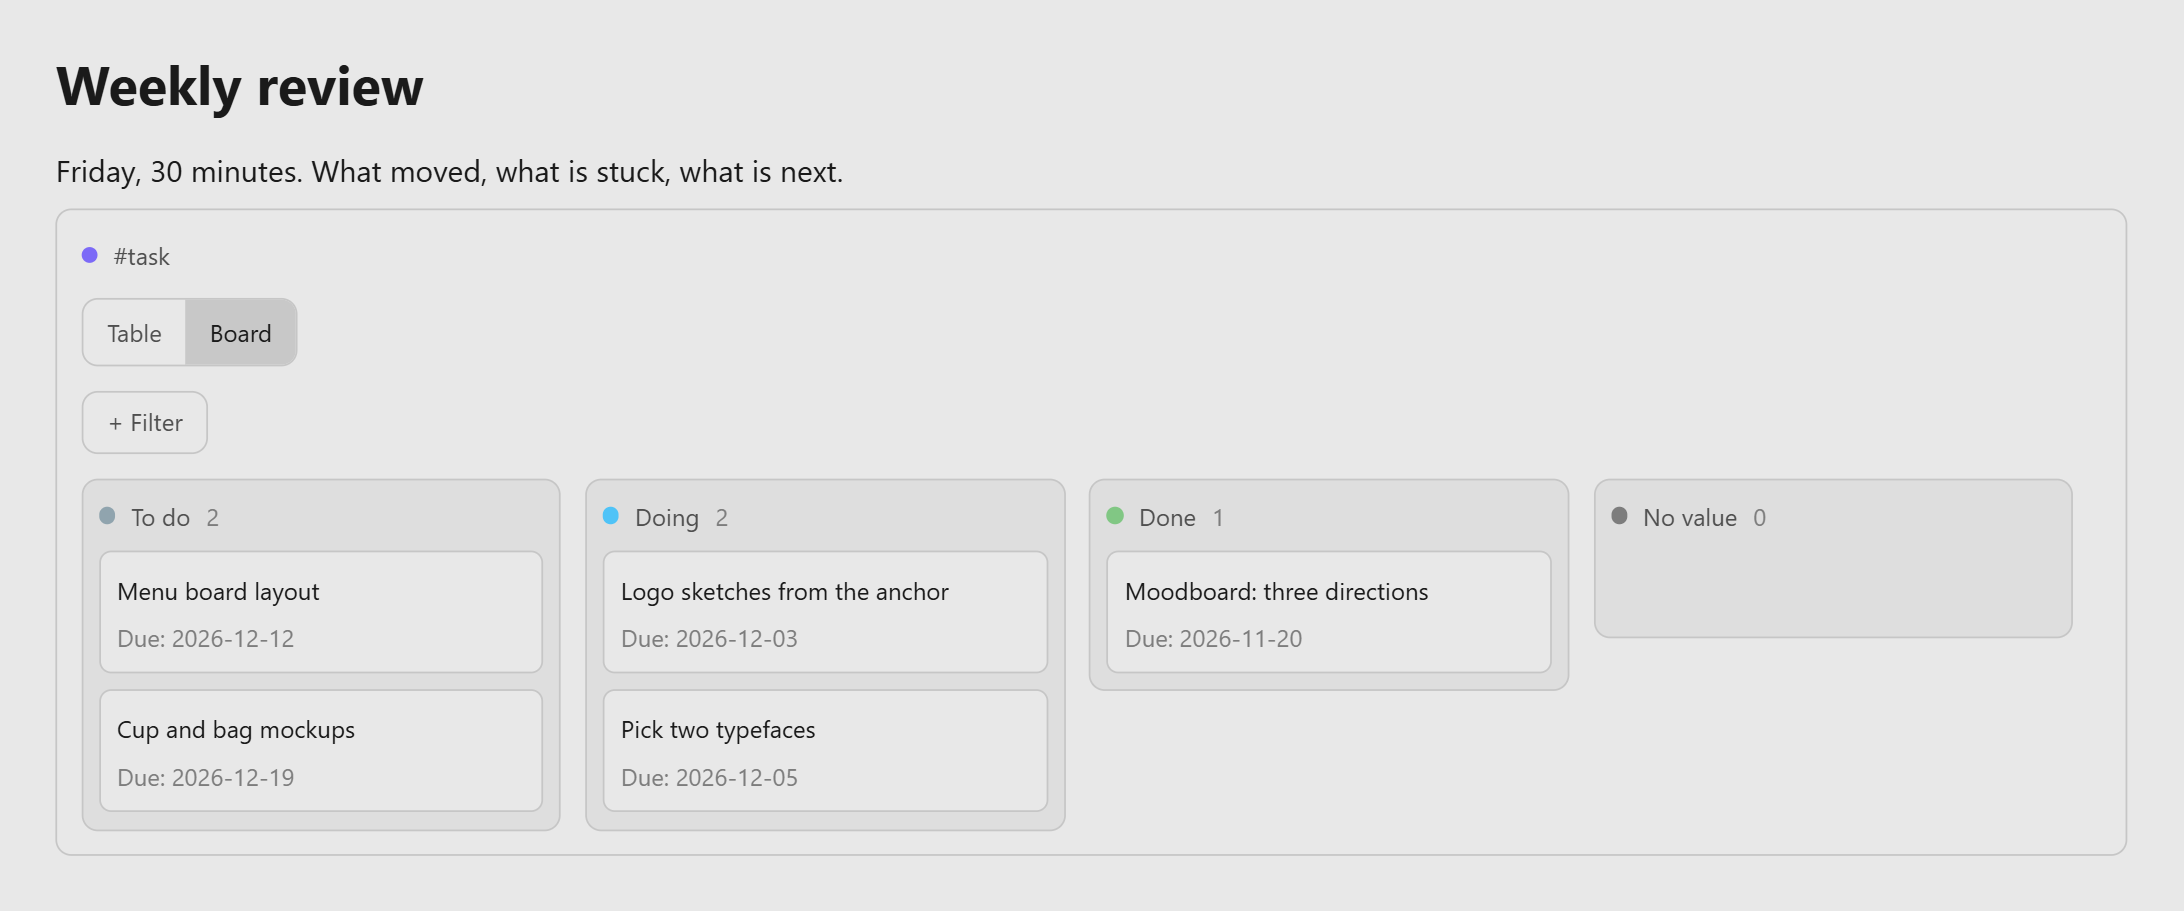 Weekly review
Friday, 30 minutes. What moved, what is stuck, what is next.
#task
Table Board
+ Filter
To do 2
Menu board layout
Due: 2026-12-12
Cup and bag mockups
Due: 2026-12-19
Doing 2
Logo sketches from the anchor
Due: 2026-12-03
Pick two typefaces
Due: 2026-12-05
Done 1
Moodboard: three directions
Due: 2026-11-20
No value 0